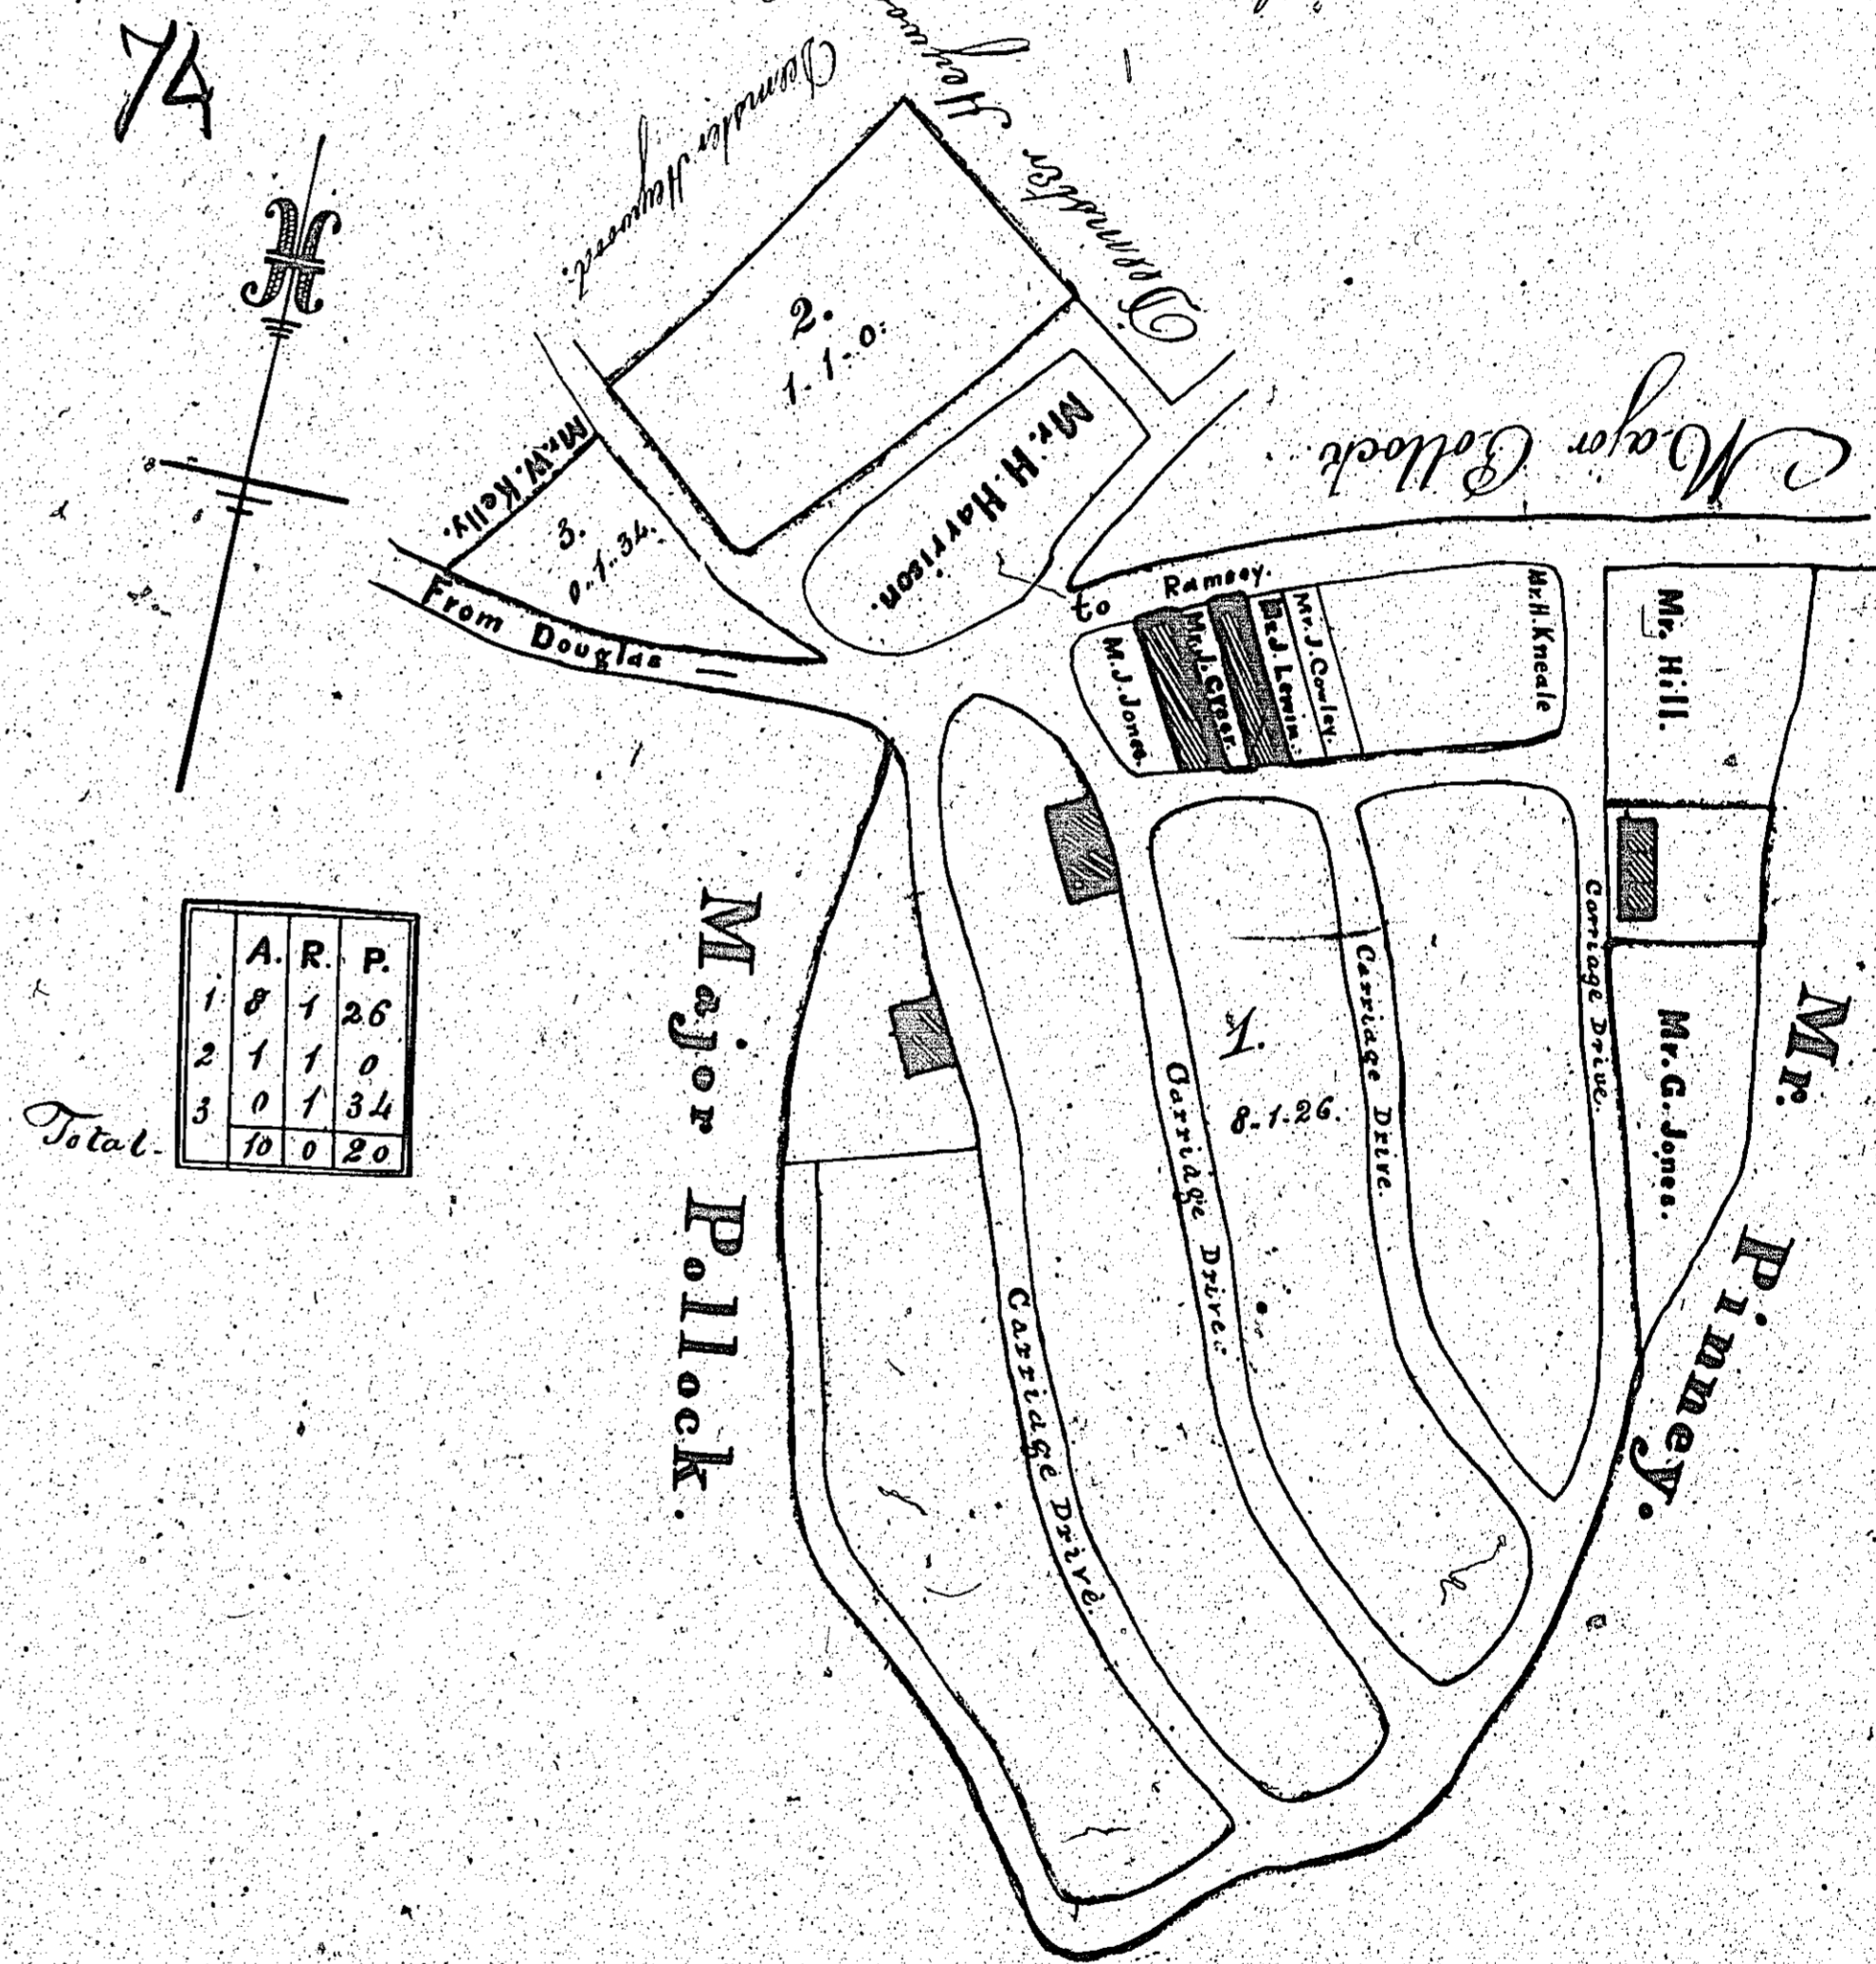 74
Deemster Heywood.
Deemster
2.
1-1-0:
Mr. H. Harrison.
Mr. W. Kelly.
3.
0-1-34.
From Douglas
to
Ramsey.
Major Pollock.
M. J. Jones.
Mr. J. Creer.
J. Lewin.
Mr. J. Cowley.
Mr. H. Kneale
Mr. Hill.
Mr. G. Jones.
Mr. Pinney.
Carriage Drive.
Carriage Drive.
Carriage Drive.
Carriage Drive.
1.
8-1-26.
Major Pollock.
A. R. P.
1 8 1 26
2 1 1 0
3 0 1 34
Total. 10 0 20